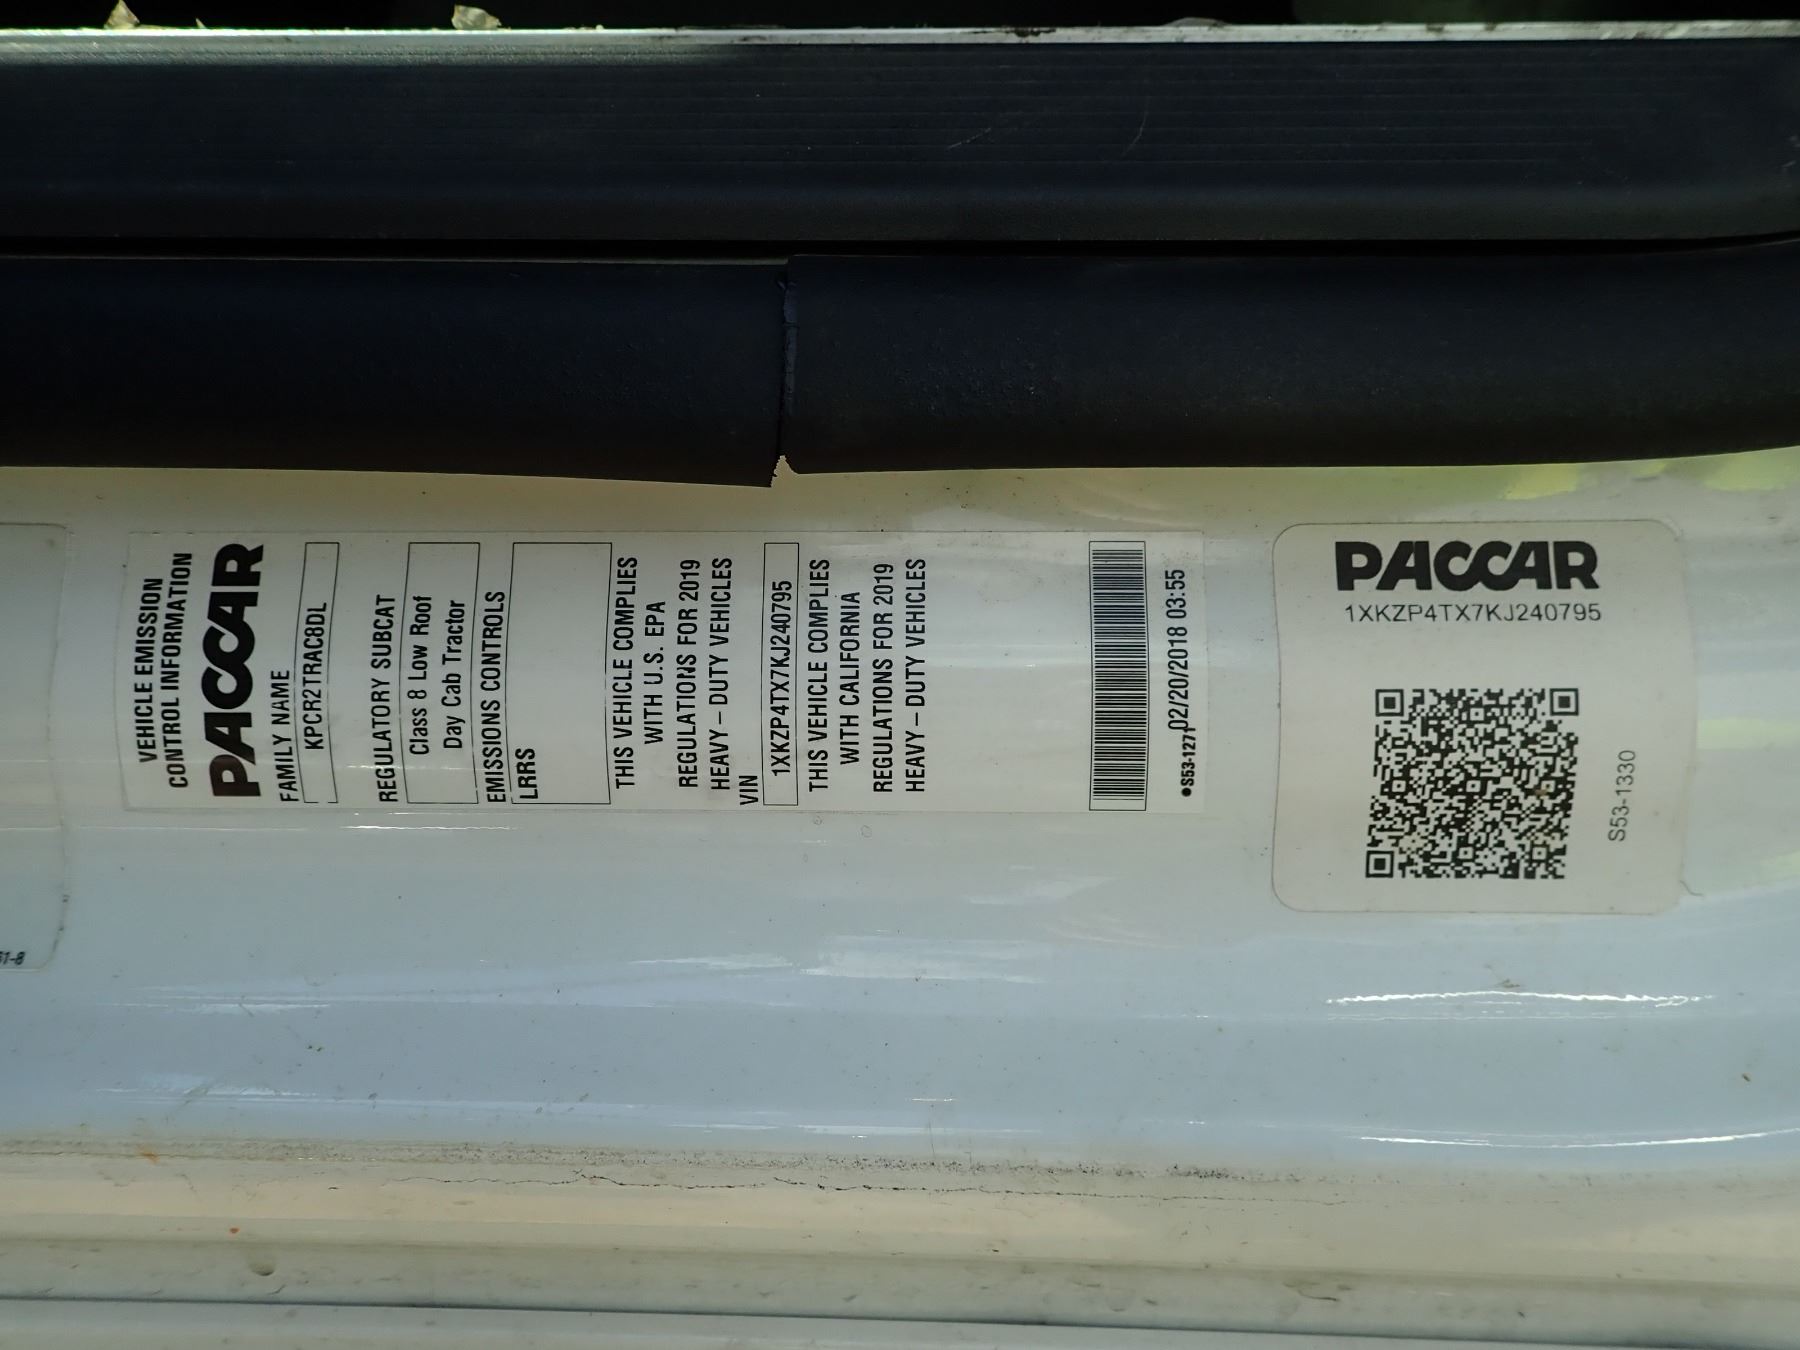 VEHICLE EMISSION
CONTROL INFORMATION
PACCAR
FAMILY NAME
KPCR2TRAC8DL
REGULATORY SUBCAT
Class 8 Low Roof
Day Cab Tractor
EMISSIONS CONTROLS
LRRS
THIS VEHICLE COMPLIES
WITH U.S. EPA
REGULATIONS FOR 2019
HEAVY – DUTY VEHICLES
VIN
1XKZP4TX7KJ240795
THIS VEHICLE COMPLIES
WITH CALIFORNIA
REGULATIONS FOR 2019
HEAVY – DUTY VEHICLES
●S53-1271 02/20/2018 03:55
PACCAR
1XKZP4TX7KJ240795
S53-1330